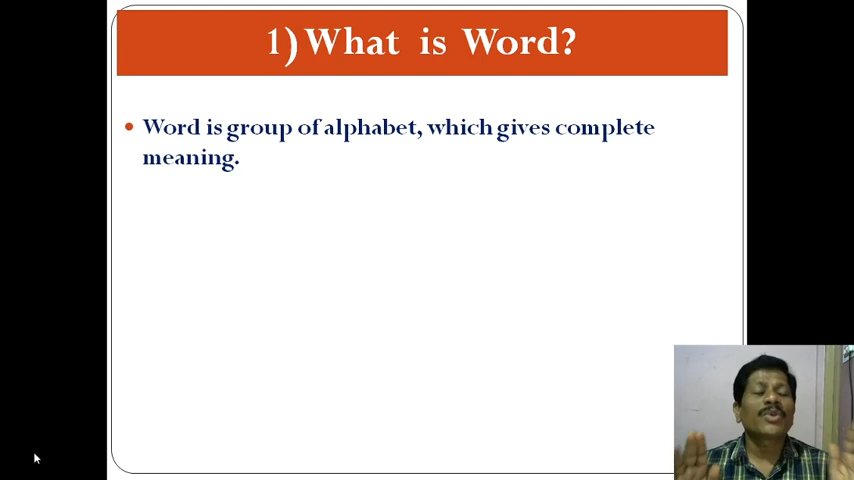 1) What is Word?
Word is group of alphabet, which gives complete
meaning.